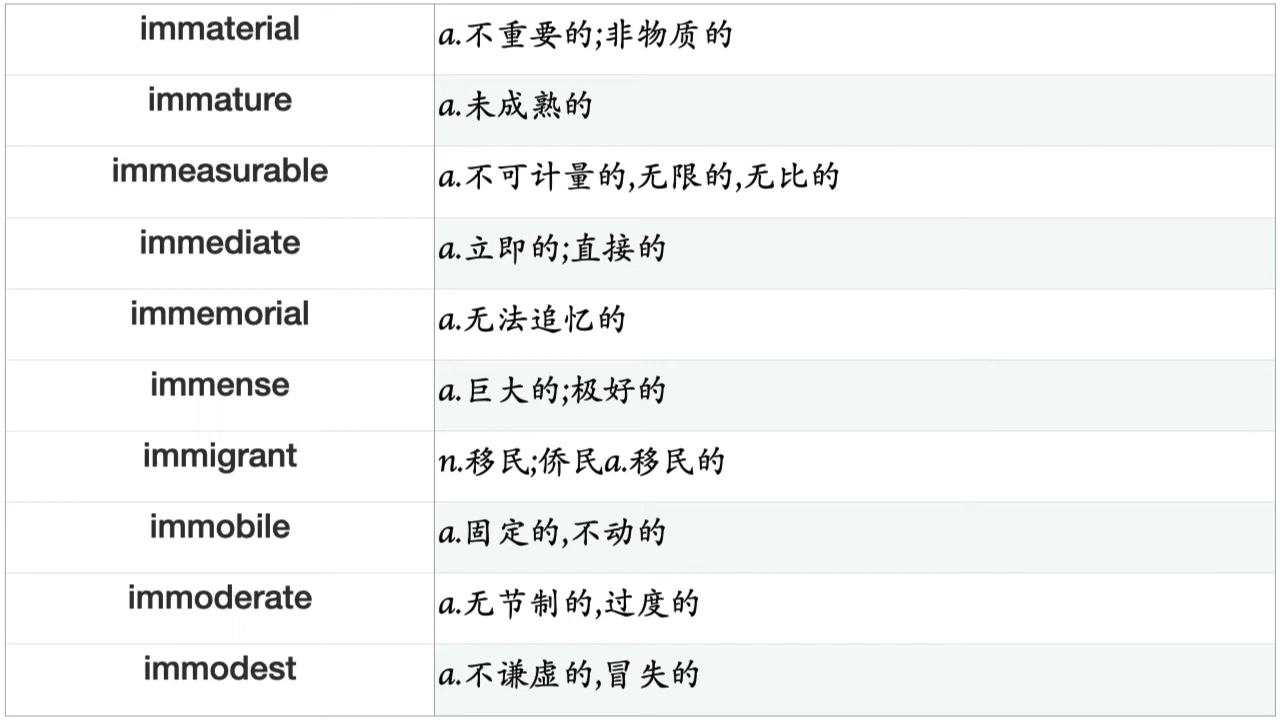 immaterial a.不重要的;非物质的
immature a.未成熟的
immeasurable a.不可计量的,无限的,无比的
immediate a.立即的;直接的
immemorial a.无法追忆的
immense a.巨大的;极好的
immigrant n.移民;侨民a.移民的
immobile a.固定的,不动的
immoderate a.无节制的,过度的
immodest a.不谦虚的,冒失的